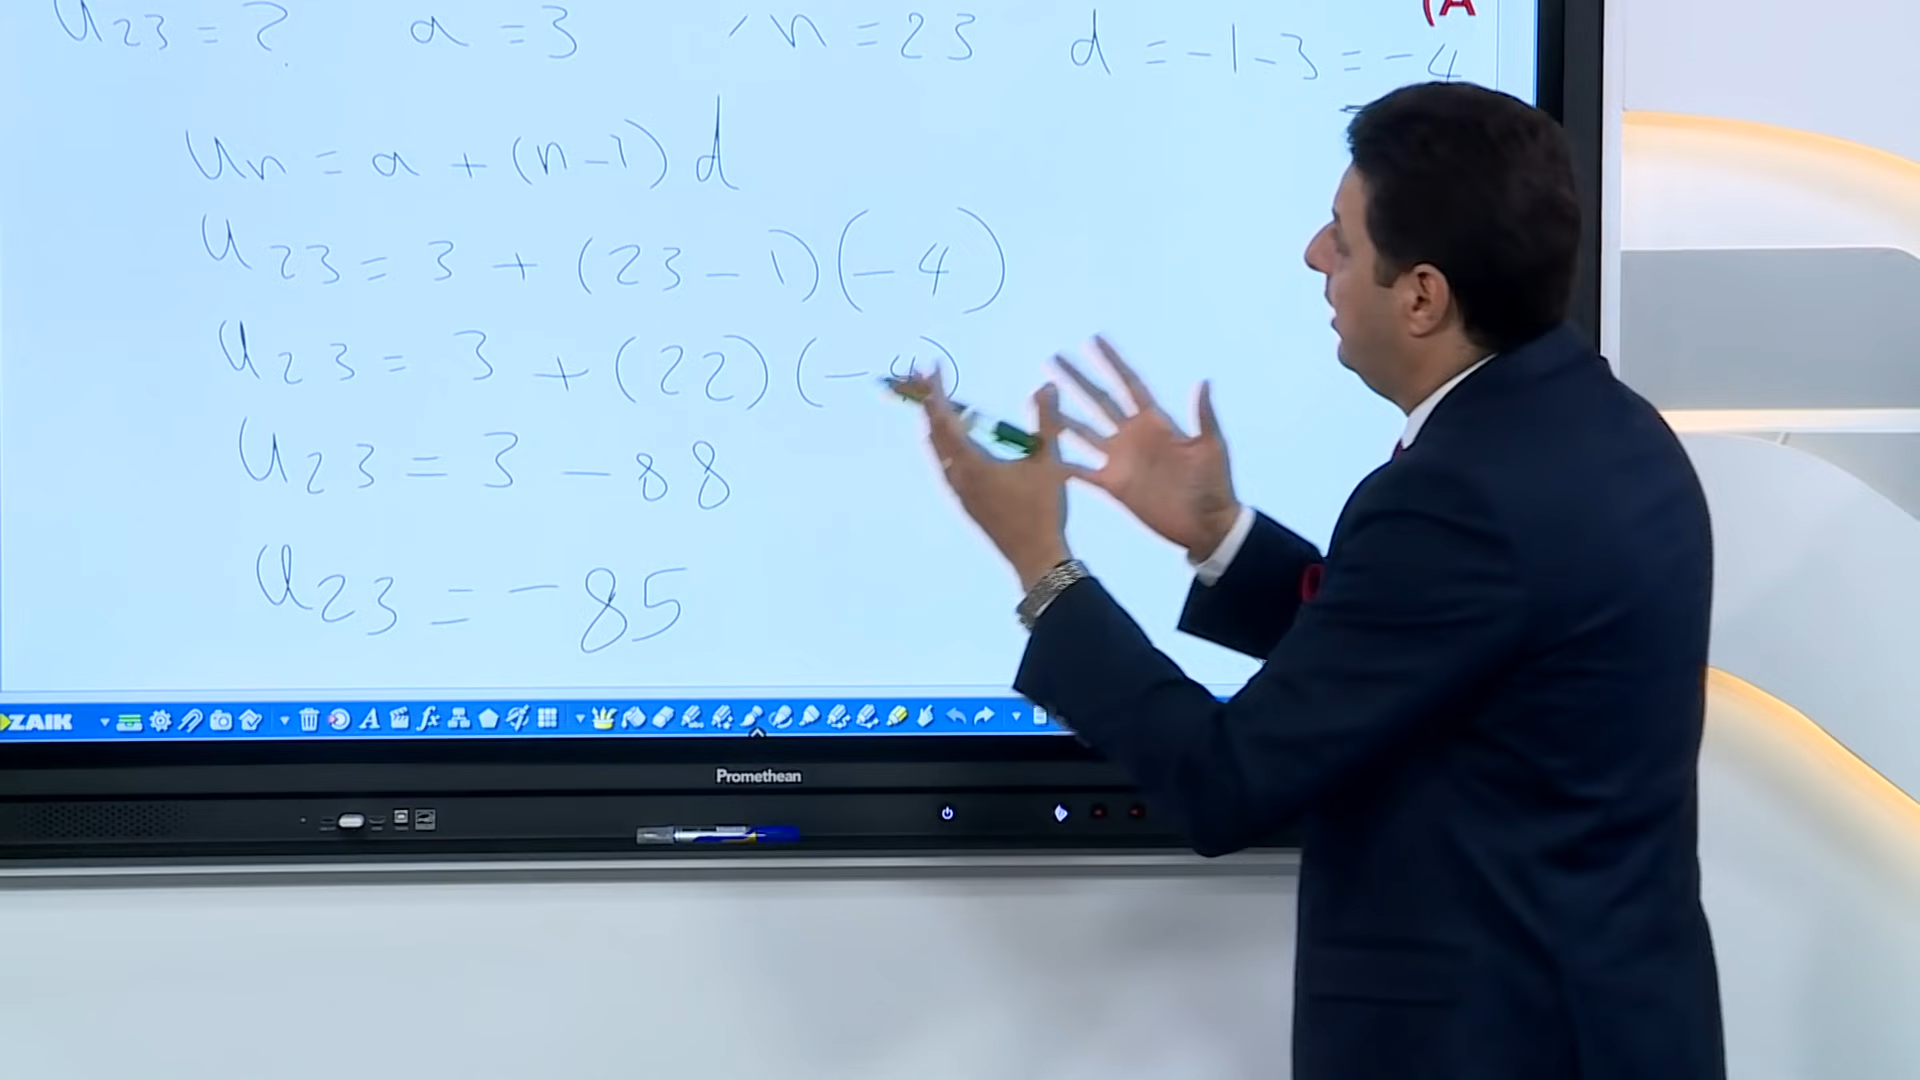 (A
u23 = ? a = 3 / n = 23 d = -1 - 3 = -4
un = a + (n - 1) d
u23 = 3 + (23 - 1)(-4)
u23 = 3 + (22)(-4)
u23 = 3 - 88
u23 = -85
ZAIK
Promethean